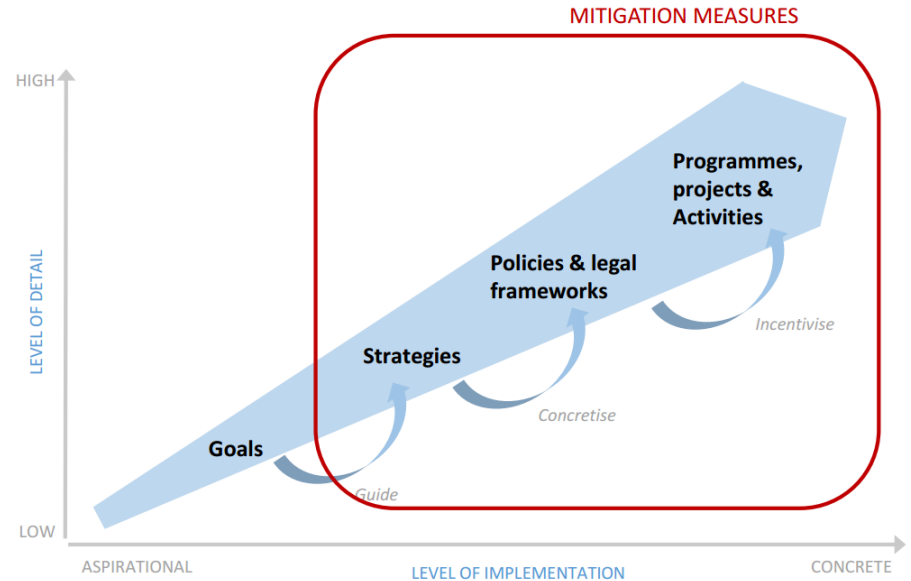 MITIGATION MEASURES
HIGH
Programmes,
projects &
Activities
Policies & legal
frameworks
Incentivise
LEVEL OF DETAIL
Strategies
Concretise
Goals
Guide
LOW
ASPIRATIONAL
LEVEL OF IMPLEMENTATION
CONCRETE